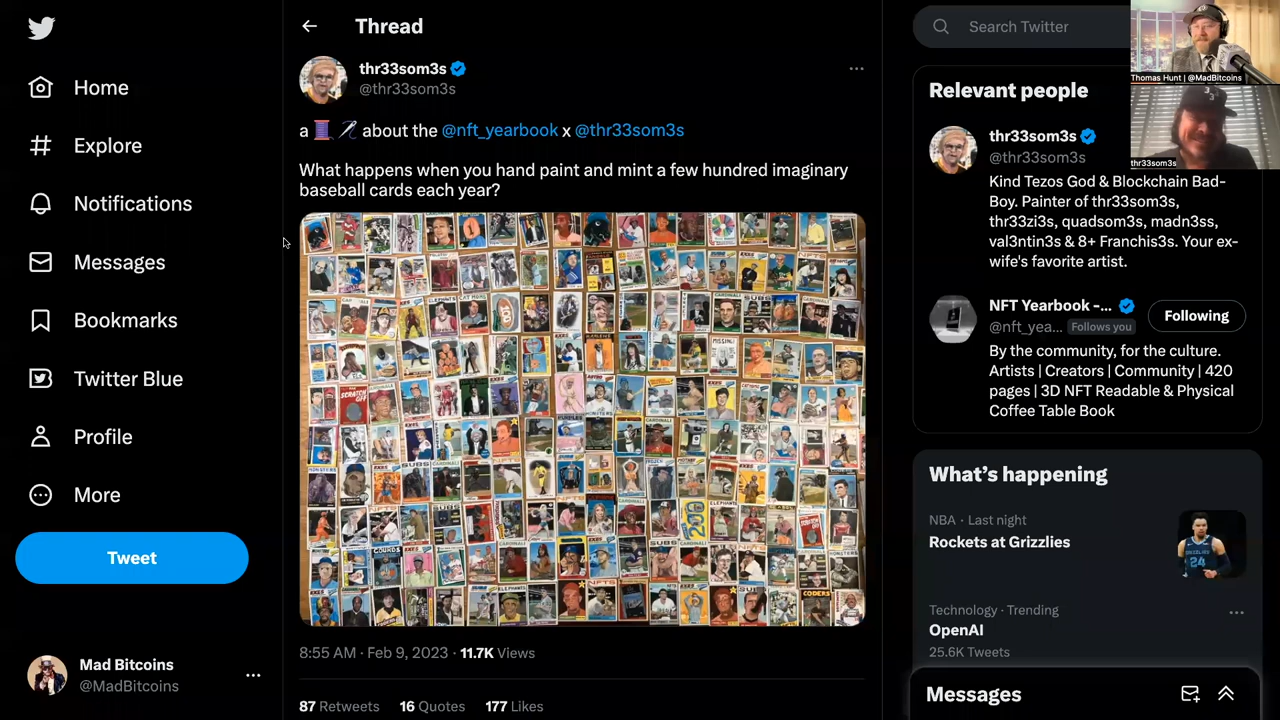 Home
Explore
Notifications
Messages
Bookmarks
Twitter Blue
Profile
More
Tweet
Mad Bitcoins
@MadBitcoins
Thread
thr33som3s
@thr33som3s
a 🧵 🪡 about the @nft_yearbook x @thr33som3s
What happens when you hand paint and mint a few hundred imaginary
baseball cards each year?
8:55 AM · Feb 9, 2023 · 11.7K Views
87 Retweets 16 Quotes 177 Likes
Search Twitter
Relevant people
thr33som3s
@thr33som3s
Kind Tezos God & Blockchain Bad-
Boy. Painter of thr33som3s,
thr33zi3s, quadsom3s, madn3ss,
val3ntin3s & 8+ Franchis3s. Your ex-
wife's favorite artist.
NFT Yearbook -...
@nft_yea... Follows you
Following
By the community, for the culture.
Artists | Creators | Community | 420
pages | 3D NFT Readable & Physical
Coffee Table Book
What's happening
NBA · Last night
Rockets at Grizzlies
Technology · Trending
OpenAI
25.6K Tweets
Messages
Thomas Hunt | @MadBitcoins
thr33som3s